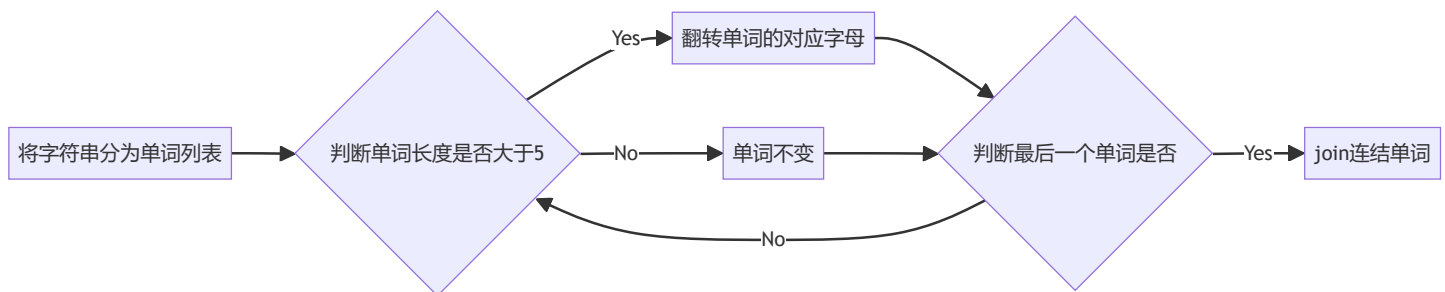 将字符串分为单词列表
判断单词长度是否大于5
Yes
翻转单词的对应字母
No
单词不变
判断最后一个单词是否
No
Yes
join连结单词